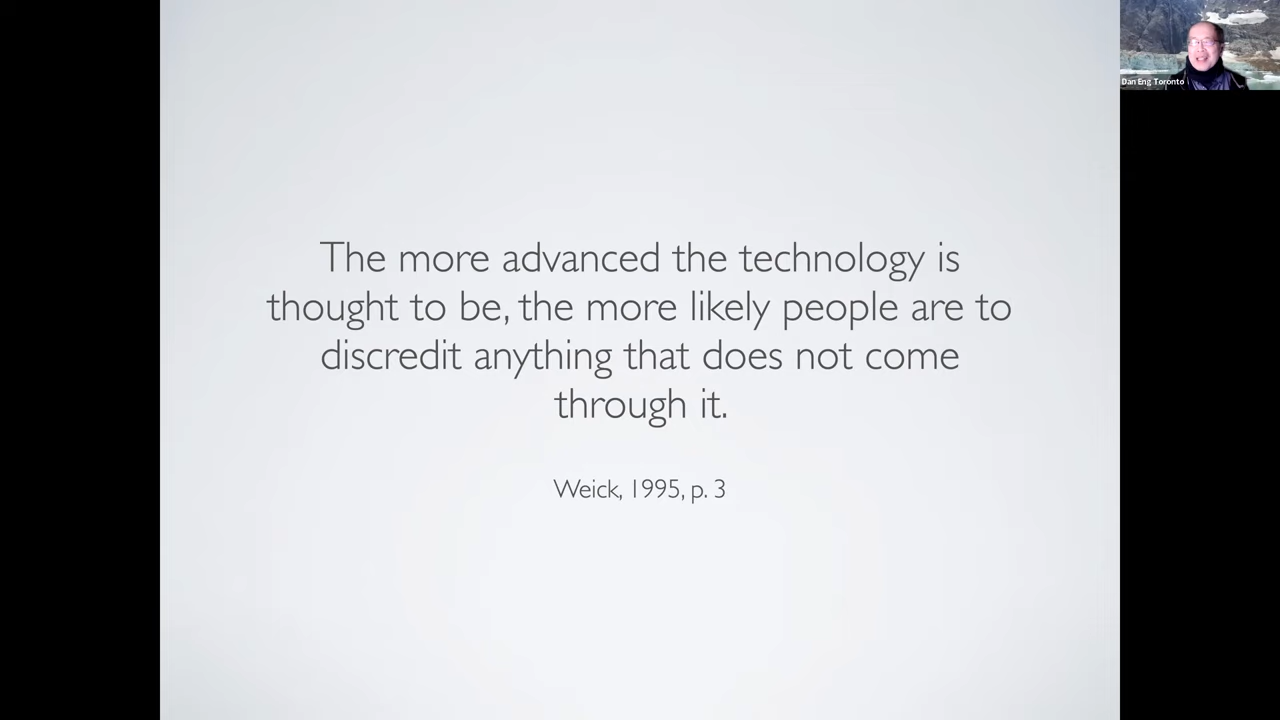 Dan Eng Toronto
The more advanced the technology is
thought to be, the more likely people are to
discredit anything that does not come
through it.
Weick, 1995, p. 3